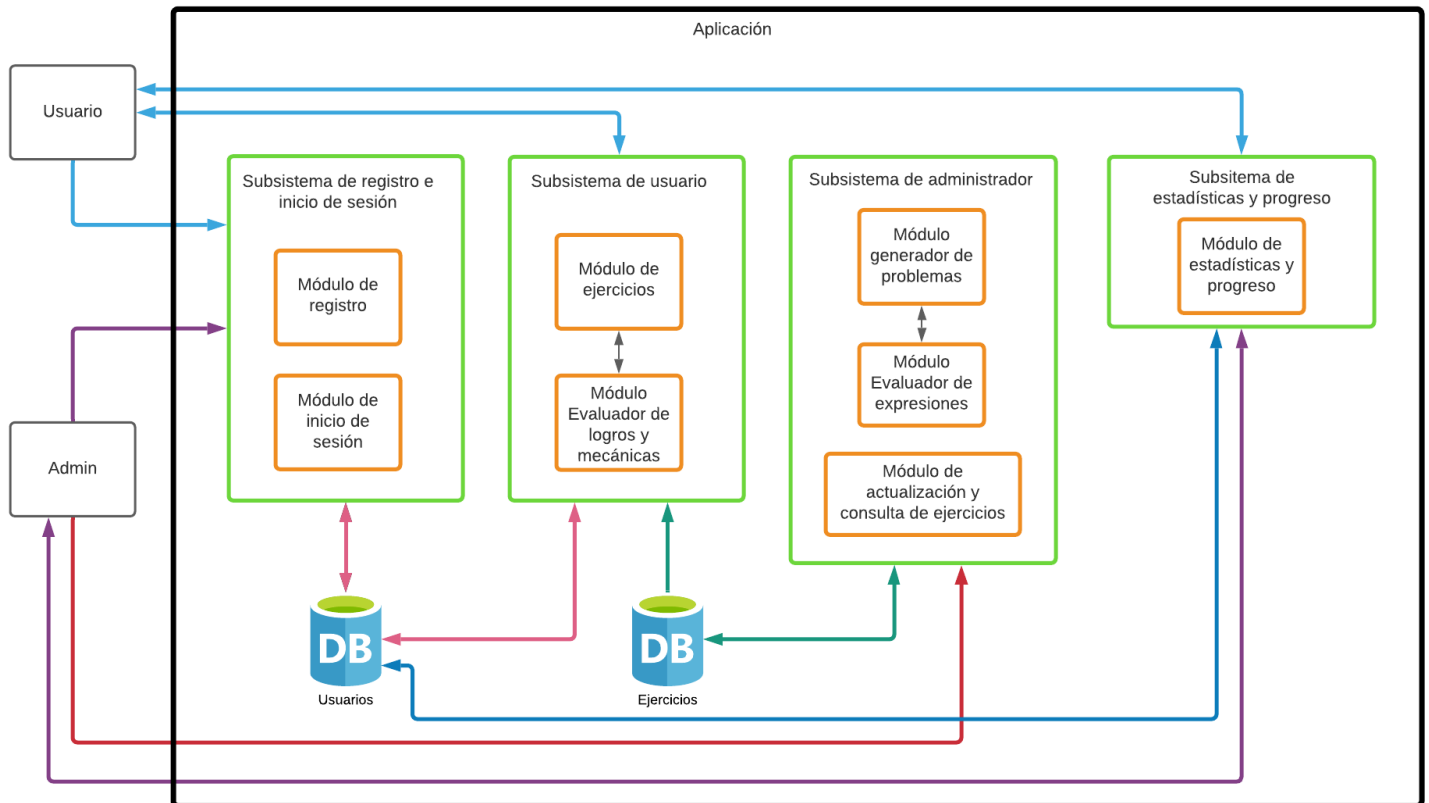 Aplicación
Usuario
Admin
Subsistema de registro e
inicio de sesión
Módulo de
registro
Módulo de
inicio de
sesión
Subsistema de usuario
Módulo de
ejercicios
Módulo
Evaluador de
logros y
mecánicas
Subsistema de administrador
Módulo
generador de
problemas
Módulo
Evaluador de
expresiones
Módulo de
actualización y
consulta de ejercicios
Subsitema de
estadísticas y progreso
Módulo de
estadísticas y
progreso
DB
Usuarios
DB
Ejercicios